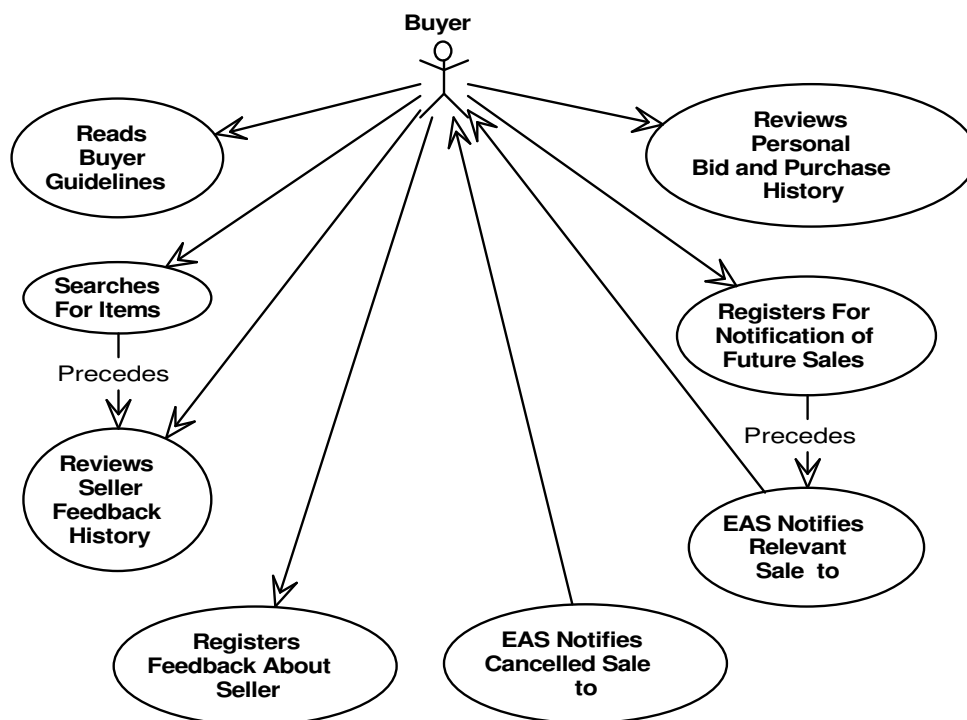 Buyer
Reads
Buyer
Guidelines
Reviews
Personal
Bid and Purchase
History
Searches
For Items
Registers For
Notification of
Future Sales
Precedes
Precedes
Reviews
Seller
Feedback
History
EAS Notifies
Relevant
Sale to
Registers
Feedback About
Seller
EAS Notifies
Cancelled Sale
to